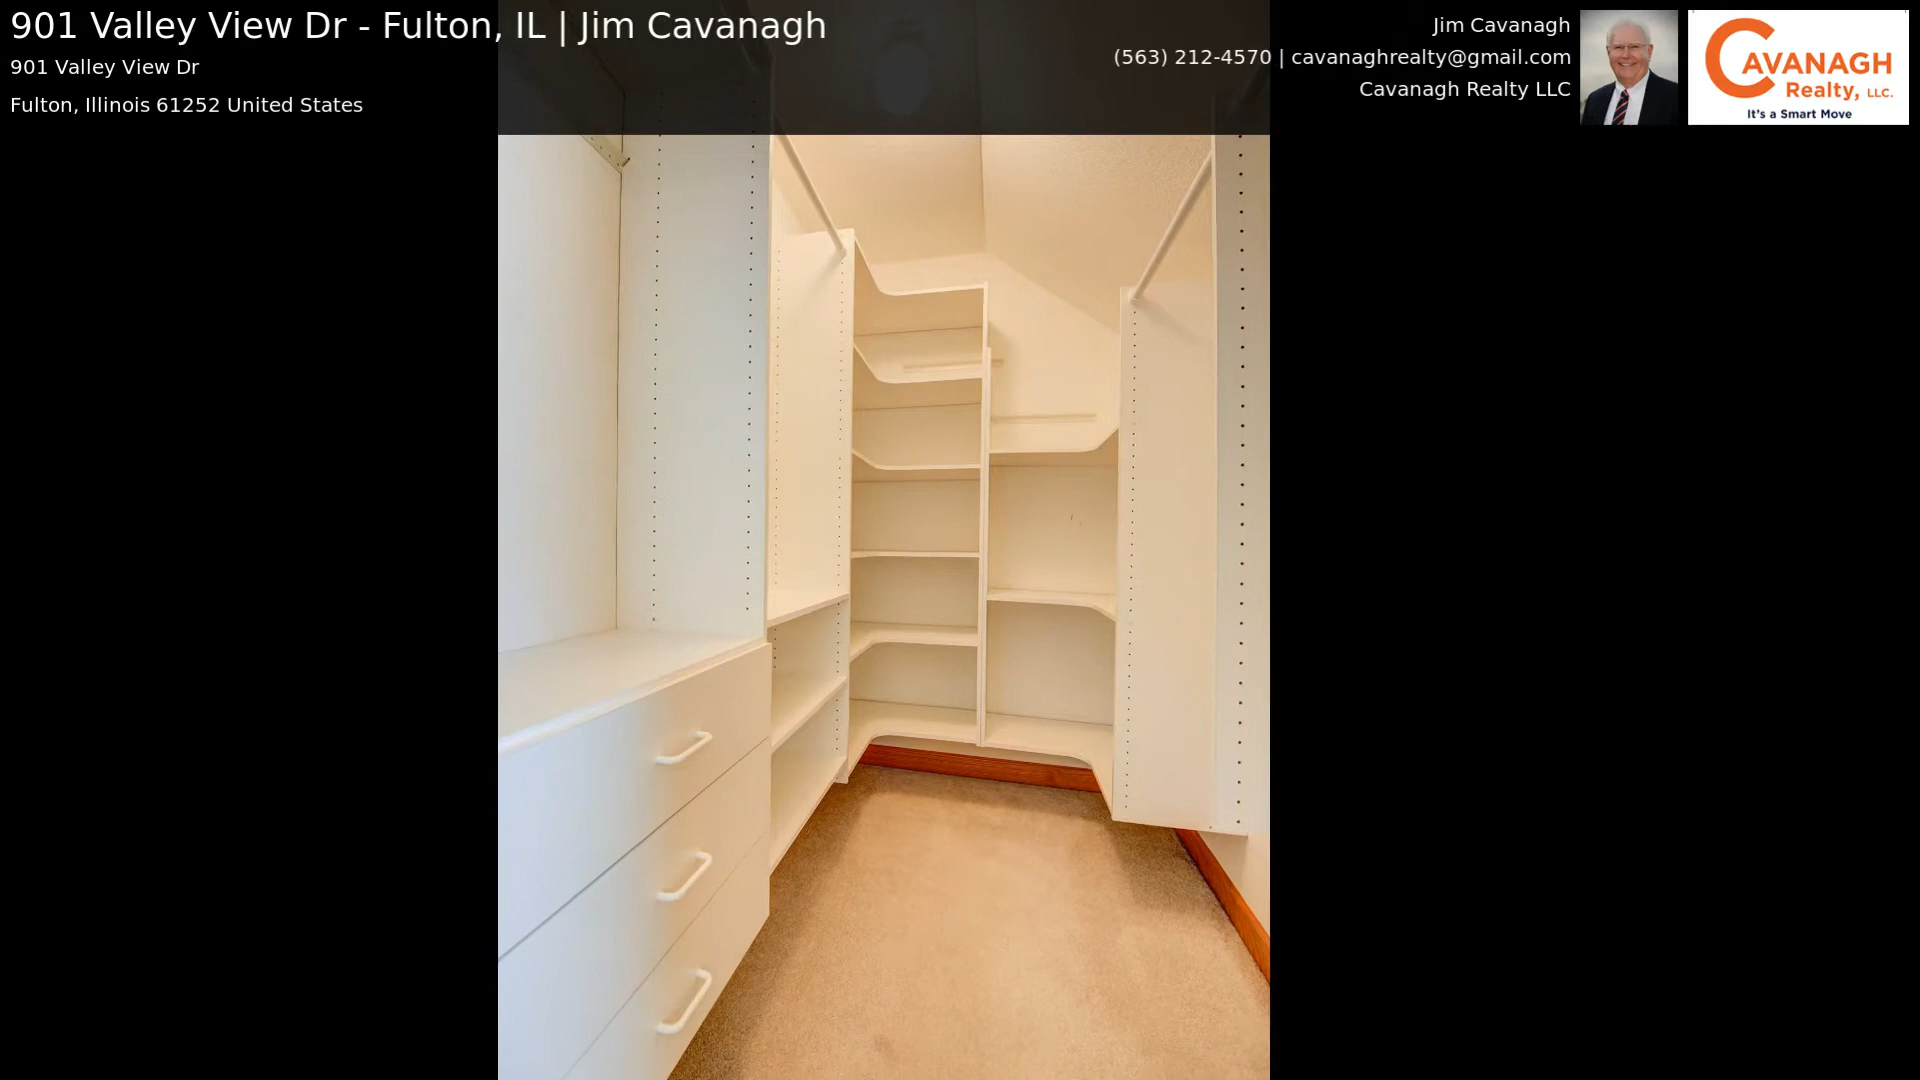 901 Valley View Dr - Fulton, IL | Jim Cavanagh
901 Valley View Dr
Fulton, Illinois 61252 United States
Jim Cavanagh
(563) 212-4570 | cavanaghrealty@gmail.com
Cavanagh Realty LLC
CAVANAGH
Realty, LLC.
It's a Smart Move